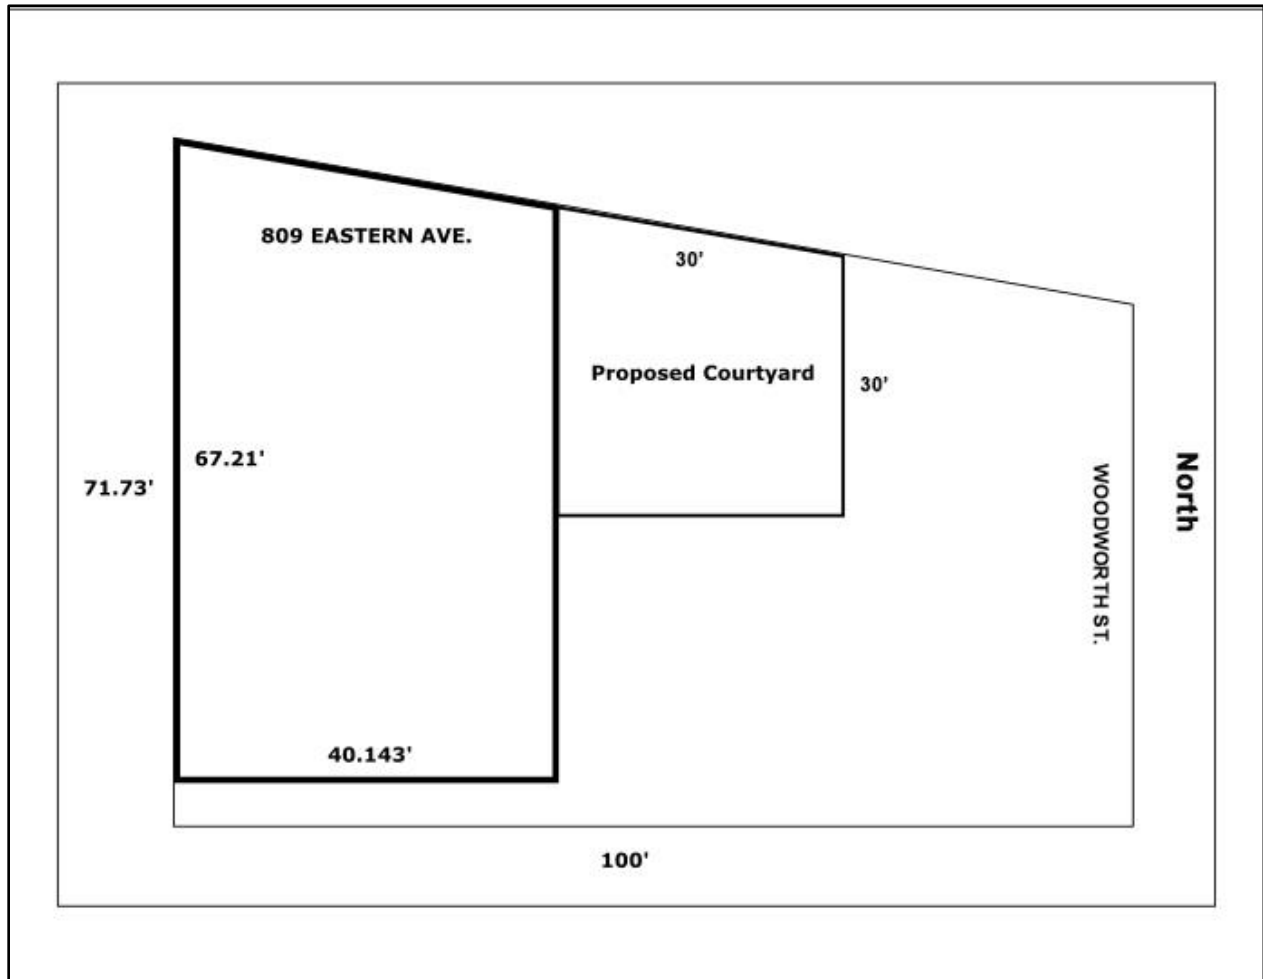 809 EASTERN AVE.
30'
Proposed Courtyard
30'
67.21'
71.73'
North
WOODWORTH ST.
40.143'
100'